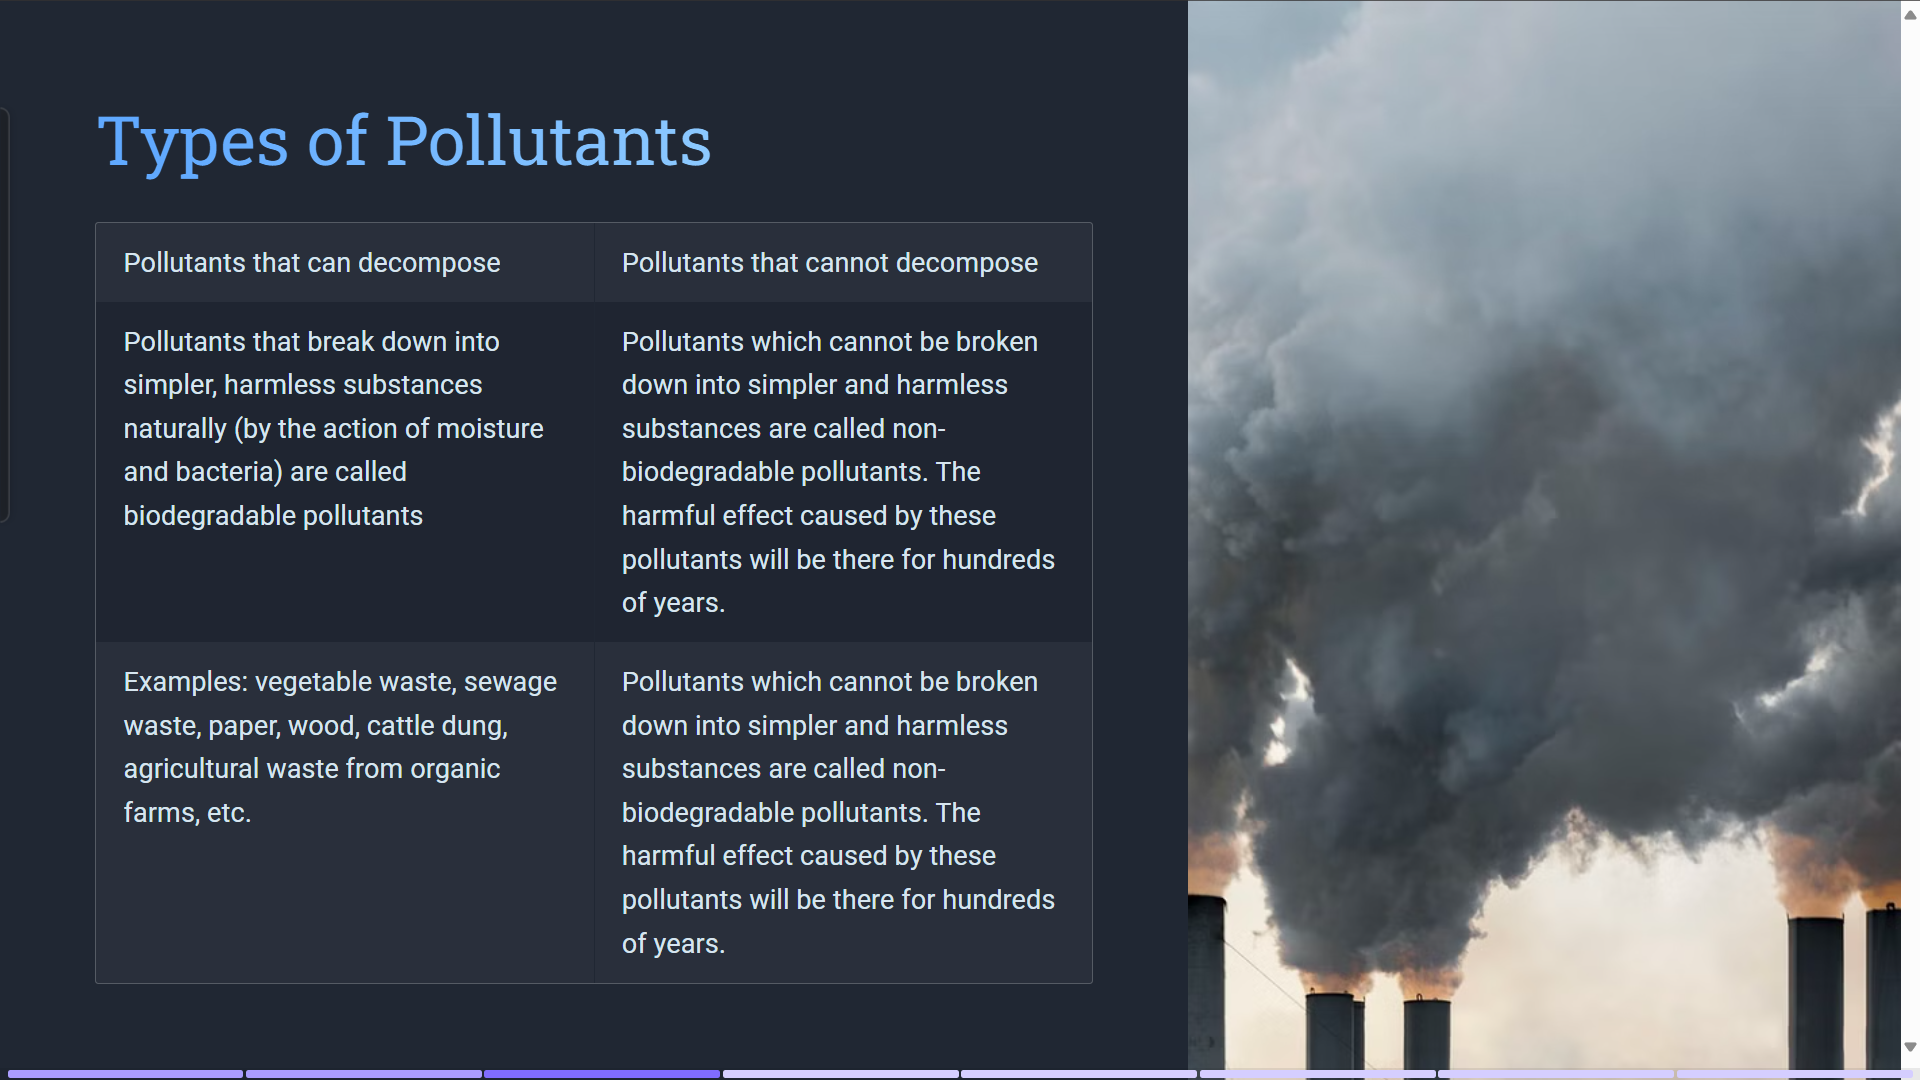 Types of Pollutants
Pollutants that can decompose
Pollutants that cannot decompose
Pollutants that break down into
simpler, harmless substances
naturally (by the action of moisture
and bacteria) are called
biodegradable pollutants
Pollutants which cannot be broken
down into simpler and harmless
substances are called non-
biodegradable pollutants. The
harmful effect caused by these
pollutants will be there for hundreds
of years.
Examples: vegetable waste, sewage
waste, paper, wood, cattle dung,
agricultural waste from organic
farms, etc.
Pollutants which cannot be broken
down into simpler and harmless
substances are called non-
biodegradable pollutants. The
harmful effect caused by these
pollutants will be there for hundreds
of years.